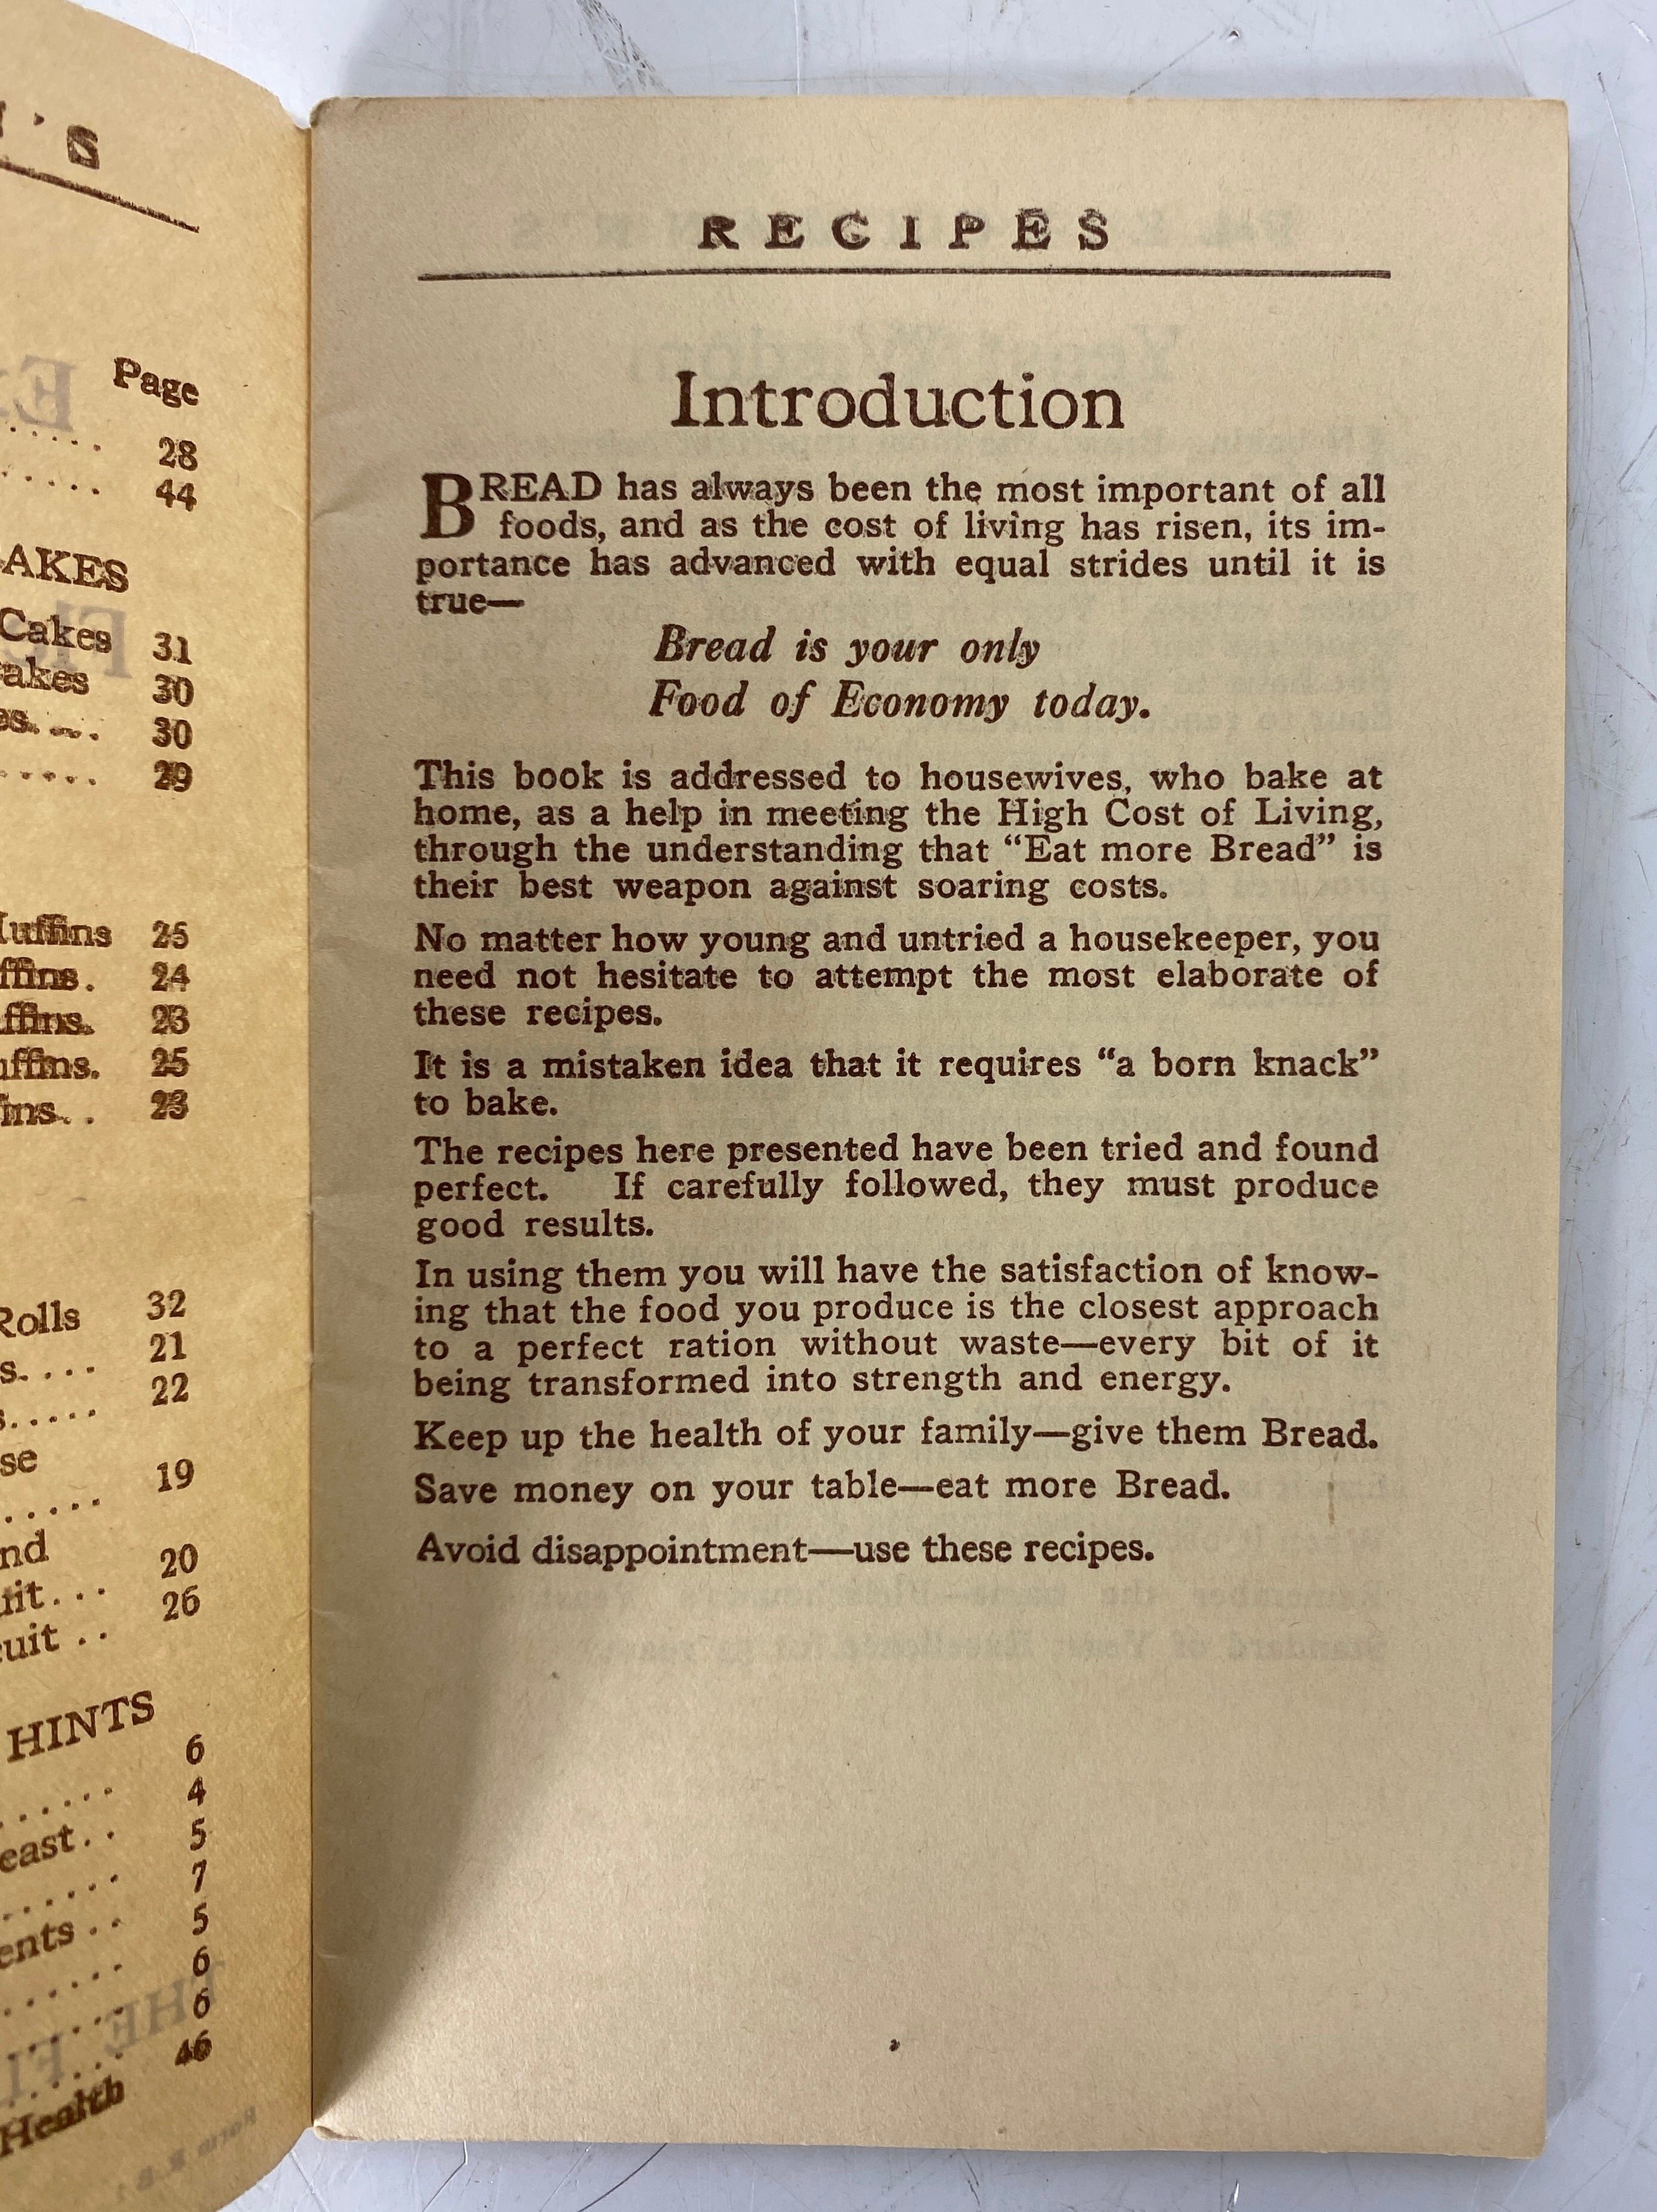 'S
Page
28
44
AKES
Cakes 31
akes 30
es. ... 30
..... 29
uffins 25
ffins. 24
ffins. 23
uffins. 25
ins. . 23
Rolls 32
s. ... 21
s. .... 22
se
..... 19
nd
uit. .. 20
uit .. 26
HINTS
6
...... 4
east. . 5
...... 7
ents . . 5
...... 6
...... 6
..... 46
Health
RECIPES
Introduction
BREAD has always been the most important of all
foods, and as the cost of living has risen, its im-
portance has advanced with equal strides until it is
true—
Bread is your only
Food of Economy today.
This book is addressed to housewives, who bake at
home, as a help in meeting the High Cost of Living,
through the understanding that “Eat more Bread” is
their best weapon against soaring costs.
No matter how young and untried a housekeeper, you
need not hesitate to attempt the most elaborate of
these recipes.
It is a mistaken idea that it requires “a born knack”
to bake.
The recipes here presented have been tried and found
perfect. If carefully followed, they must produce
good results.
In using them you will have the satisfaction of know-
ing that the food you produce is the closest approach
to a perfect ration without waste—every bit of it
being transformed into strength and energy.
Keep up the health of your family—give them Bread.
Save money on your table—eat more Bread.
Avoid disappointment—use these recipes.